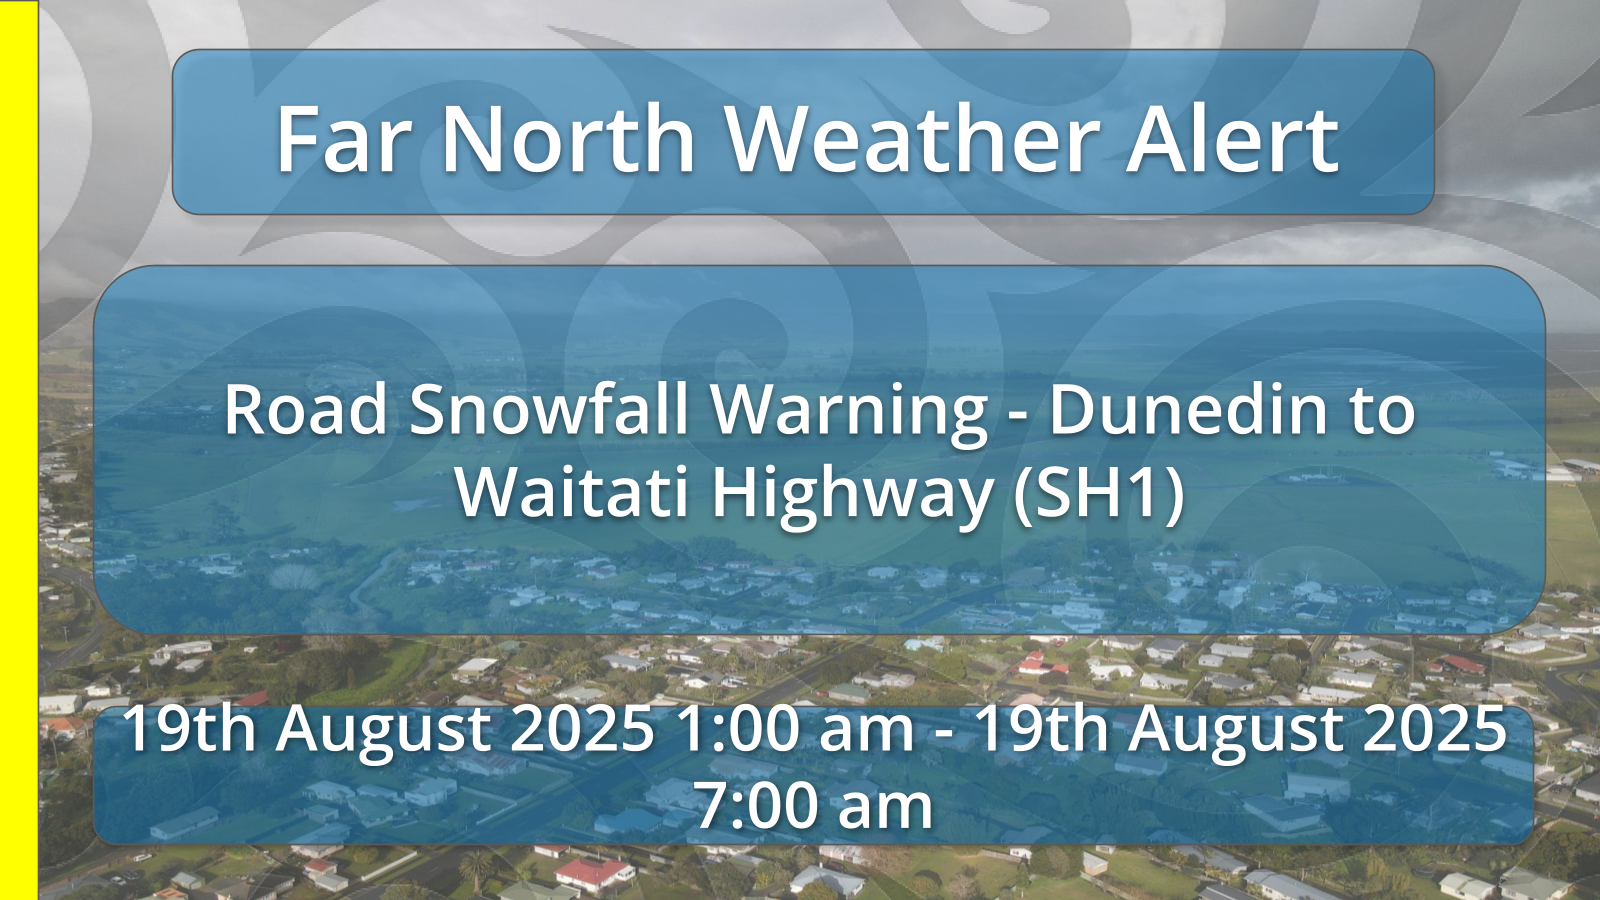 Far North Weather Alert
Road Snowfall Warning - Dunedin to
Waitati Highway (SH1)
19th August 2025 1:00 am - 19th August 2025
7:00 am